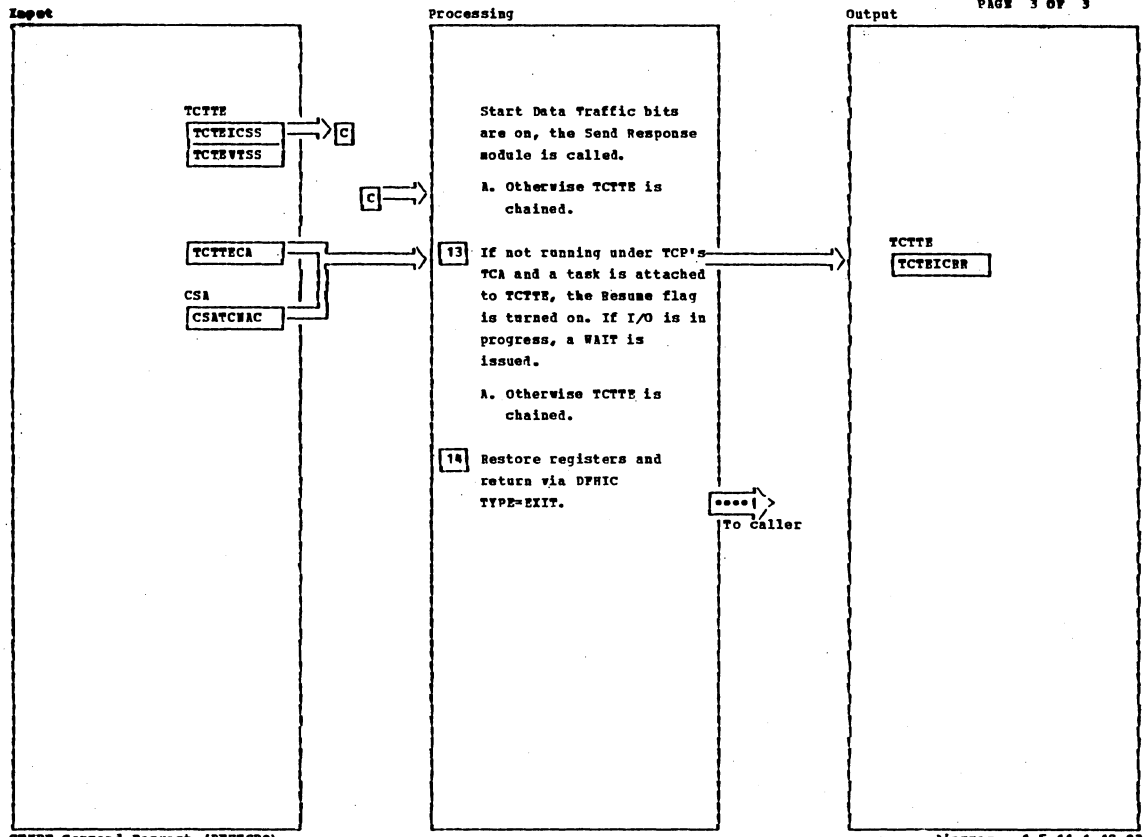 PAGE 3 OF 3
Input
Processing
Output
TCTTE
TCTEICSS
TCTEVTSS
C
C
Start Data Traffic bits
are on, the Send Response
module is called.
A. Otherwise TCTTE is
chained.
TCTTECA
CSA
CSATCNAC
13 If not running under TCP's
TCA and a task is attached
to TCTTE, the Resume flag
is turned on. If I/O is in
progress, a WAIT is
issued.
A. Otherwise TCTTE is
chained.
TCTTE
TCTEICRR
14 Restore registers and
return via DFHIC
TYPE=EXIT.
To caller